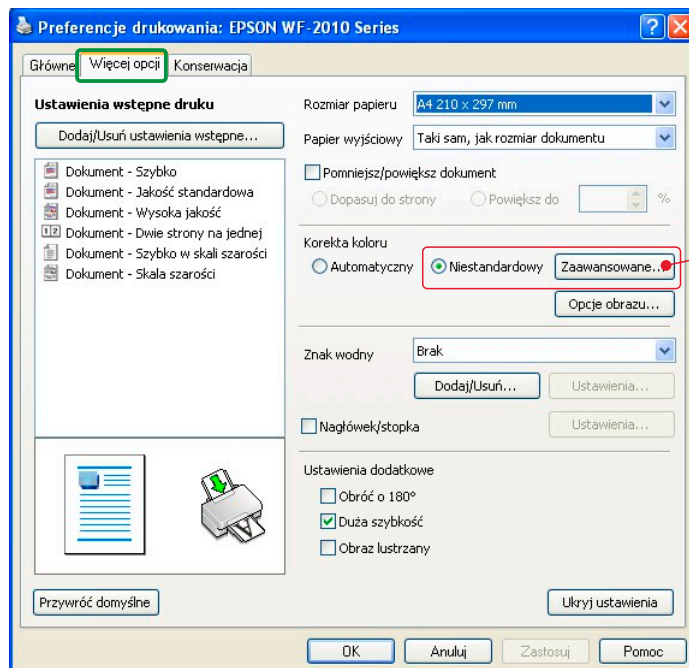 Preferencje drukowania: EPSON WF-2010 Series
Główne Więcej opcji Konserwacja
Ustawienia wstępne druku
Dodaj/Usuń ustawienia wstępne...
Dokument - Szybko
Dokument - Jakość standardowa
Dokument - Wysoka jakość
Dokument - Dwie strony na jednej
Dokument - Szybko w skali szarości
Dokument - Skala szarości
Przywróć domyślne
Rozmiar papieru A4 210 x 297 mm
Papier wyjściowy Taki sam, jak rozmiar dokumentu
Pomniejsz/powiększ dokument
Dopasuj do strony Powiększ do %
Korekta koloru
Automatyczny Niestandardowy Zaawansowane...
Opcje obrazu...
Znak wodny Brak
Dodaj/Usuń... Ustawienia...
Nagłówek/stopka Ustawienia...
Ustawienia dodatkowe
Obróć o 180°
Duża szybkość
Obraz lustrzany
Ukryj ustawienia
OK Anuluj Zastosuj Pomoc